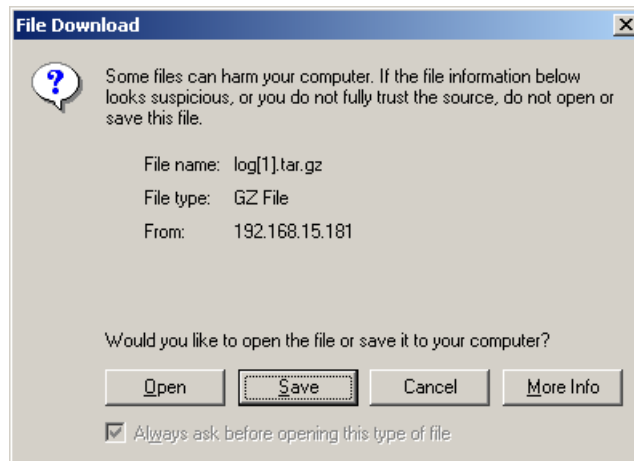 File Download
Some files can harm your computer. If the file information below
looks suspicious, or you do not fully trust the source, do not open or
save this file.
File name: log[1].tar.gz
File type: GZ File
From: 192.168.15.181
Would you like to open the file or save it to your computer?
Open Save Cancel More Info
Always ask before opening this type of file